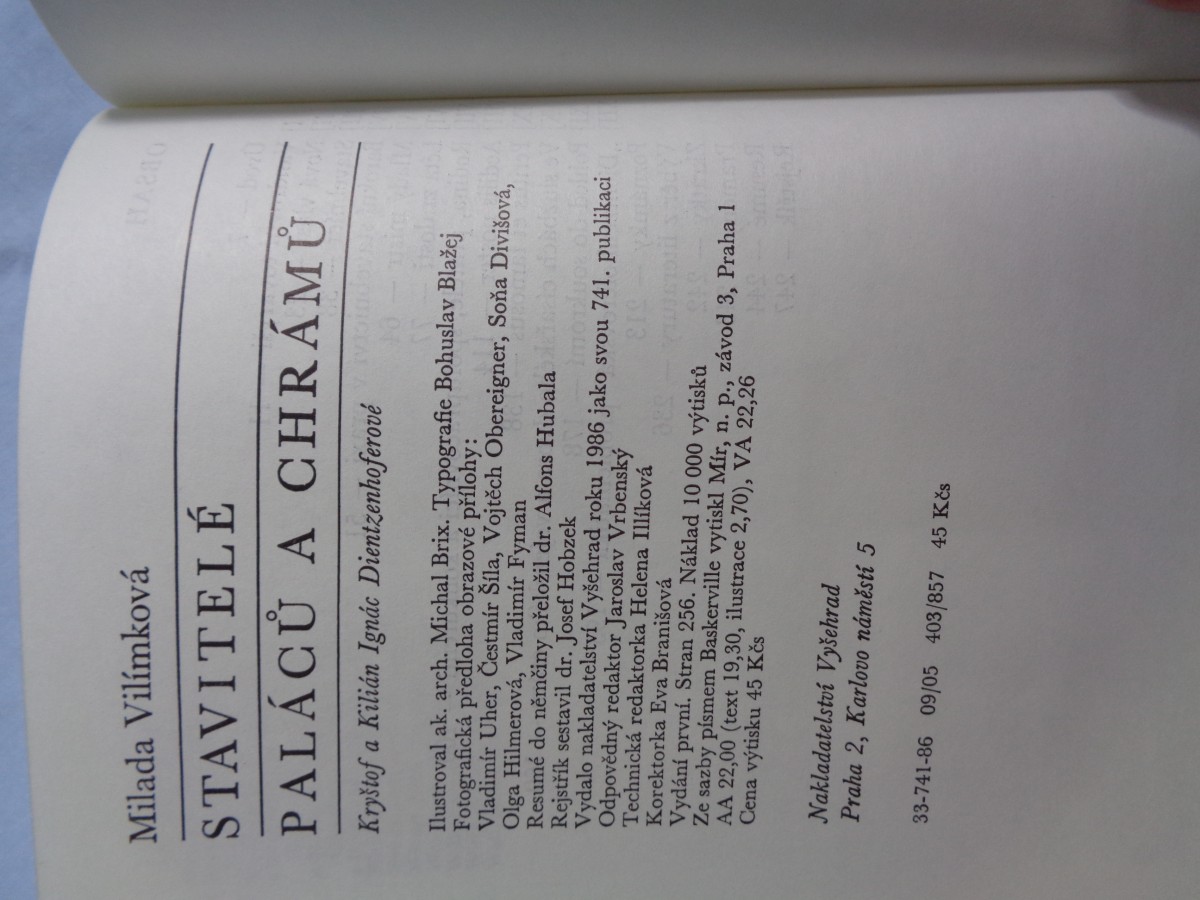 Milada Vilímková
STAVITELÉ
PALÁCŮ A CHRÁMŮ
Kryštof a Kilián Ignác Dientzenhoferové
Ilustroval ak. arch. Michal Brix. Typografie Bohuslav Blažej
Fotografická předloha obrazové přílohy:
Vladimír Uher, Čestmír Šíla, Vojtěch Obereigner, Soňa Divišová,
Olga Hilmerová, Vladimír Fyman
Resumé do němčiny přeložil dr. Alfons Hubala
Rejstřík sestavil dr. Josef Hobzek
Vydalo nakladatelství Vyšehrad roku 1986 jako svou 741. publikaci
Odpovědný redaktor Jaroslav Vrbenský
Technická redaktorka Helena Illíková
Korektorka Eva Branišová
Vydání první. Stran 256. Náklad 10 000 výtisků
Ze sazby písmem Baskerville vytiskl Mír, n. p., závod 3, Praha 1
AA 22,00 (text 19,30, ilustrace 2,70), VA 22,26
Cena výtisku 45 Kčs
Nakladatelství Vyšehrad
Praha 2, Karlovo náměstí 5
33-741-86 09/05 403/857 45 Kčs